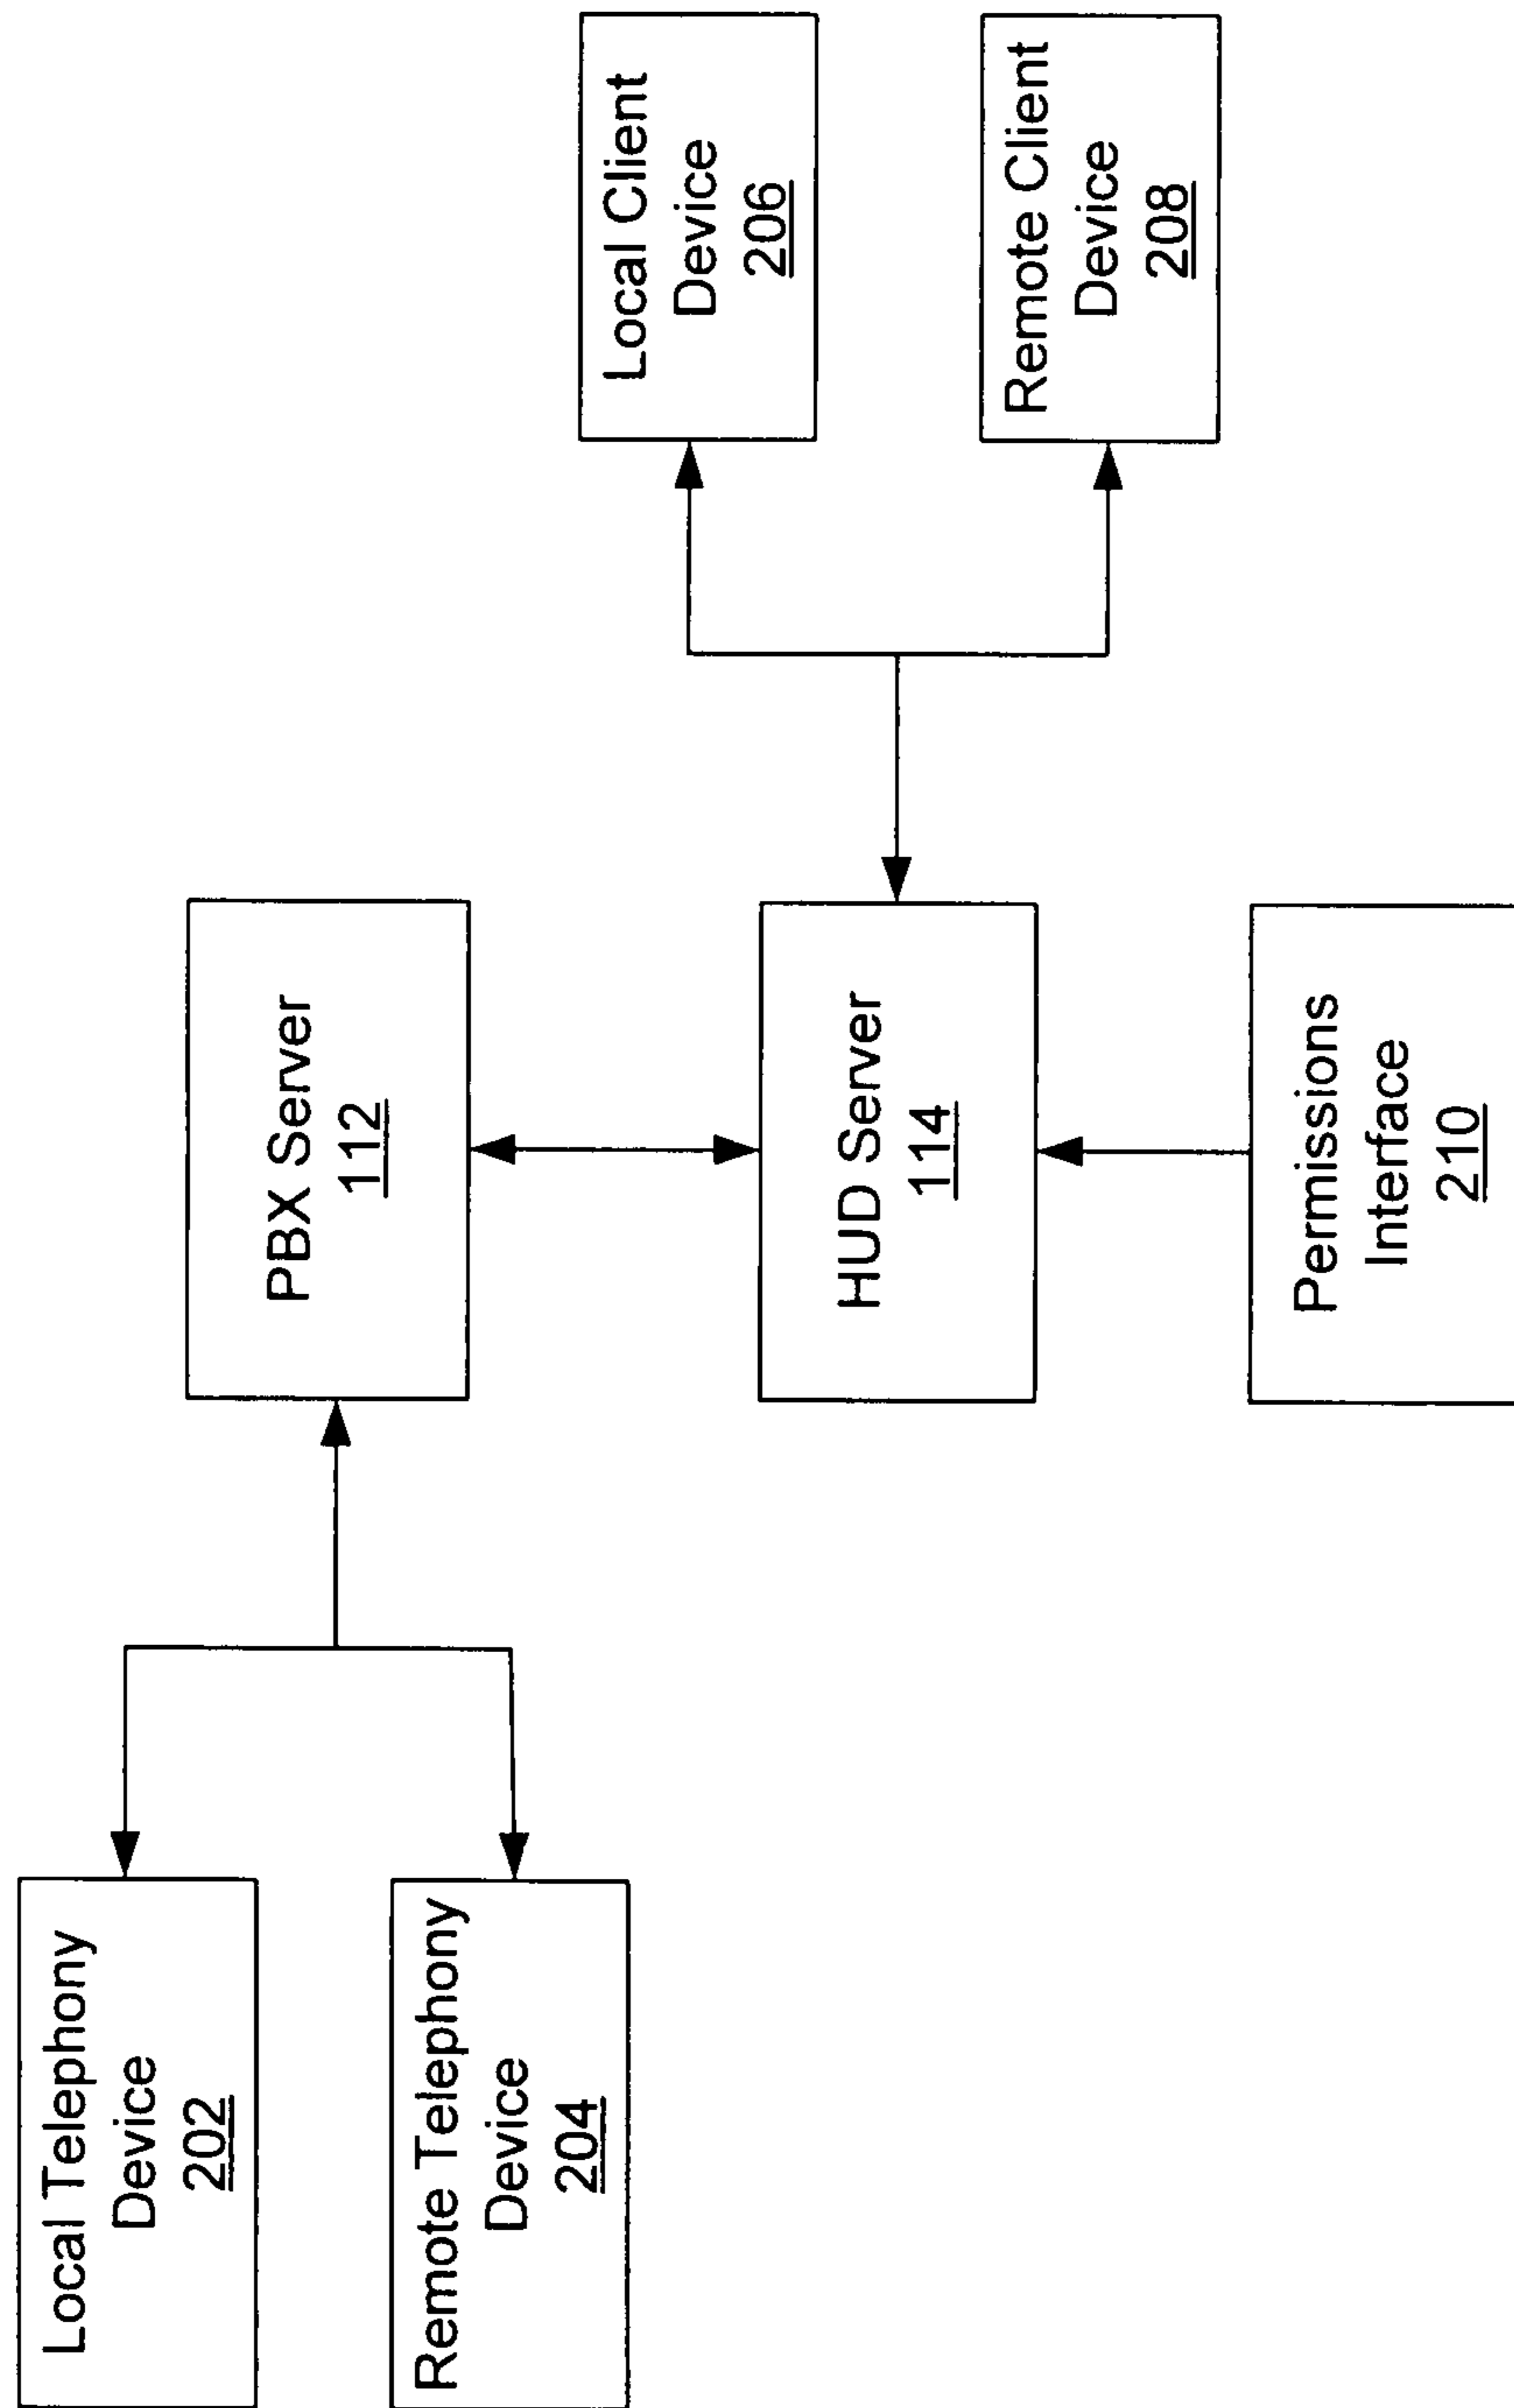 Local Telephony
Device
202
Remote Telephony
Device
204
PBX Server
112
HUD Server
114
Permissions
Interface
210
Local Client
Device
206
Remote Client
Device
208